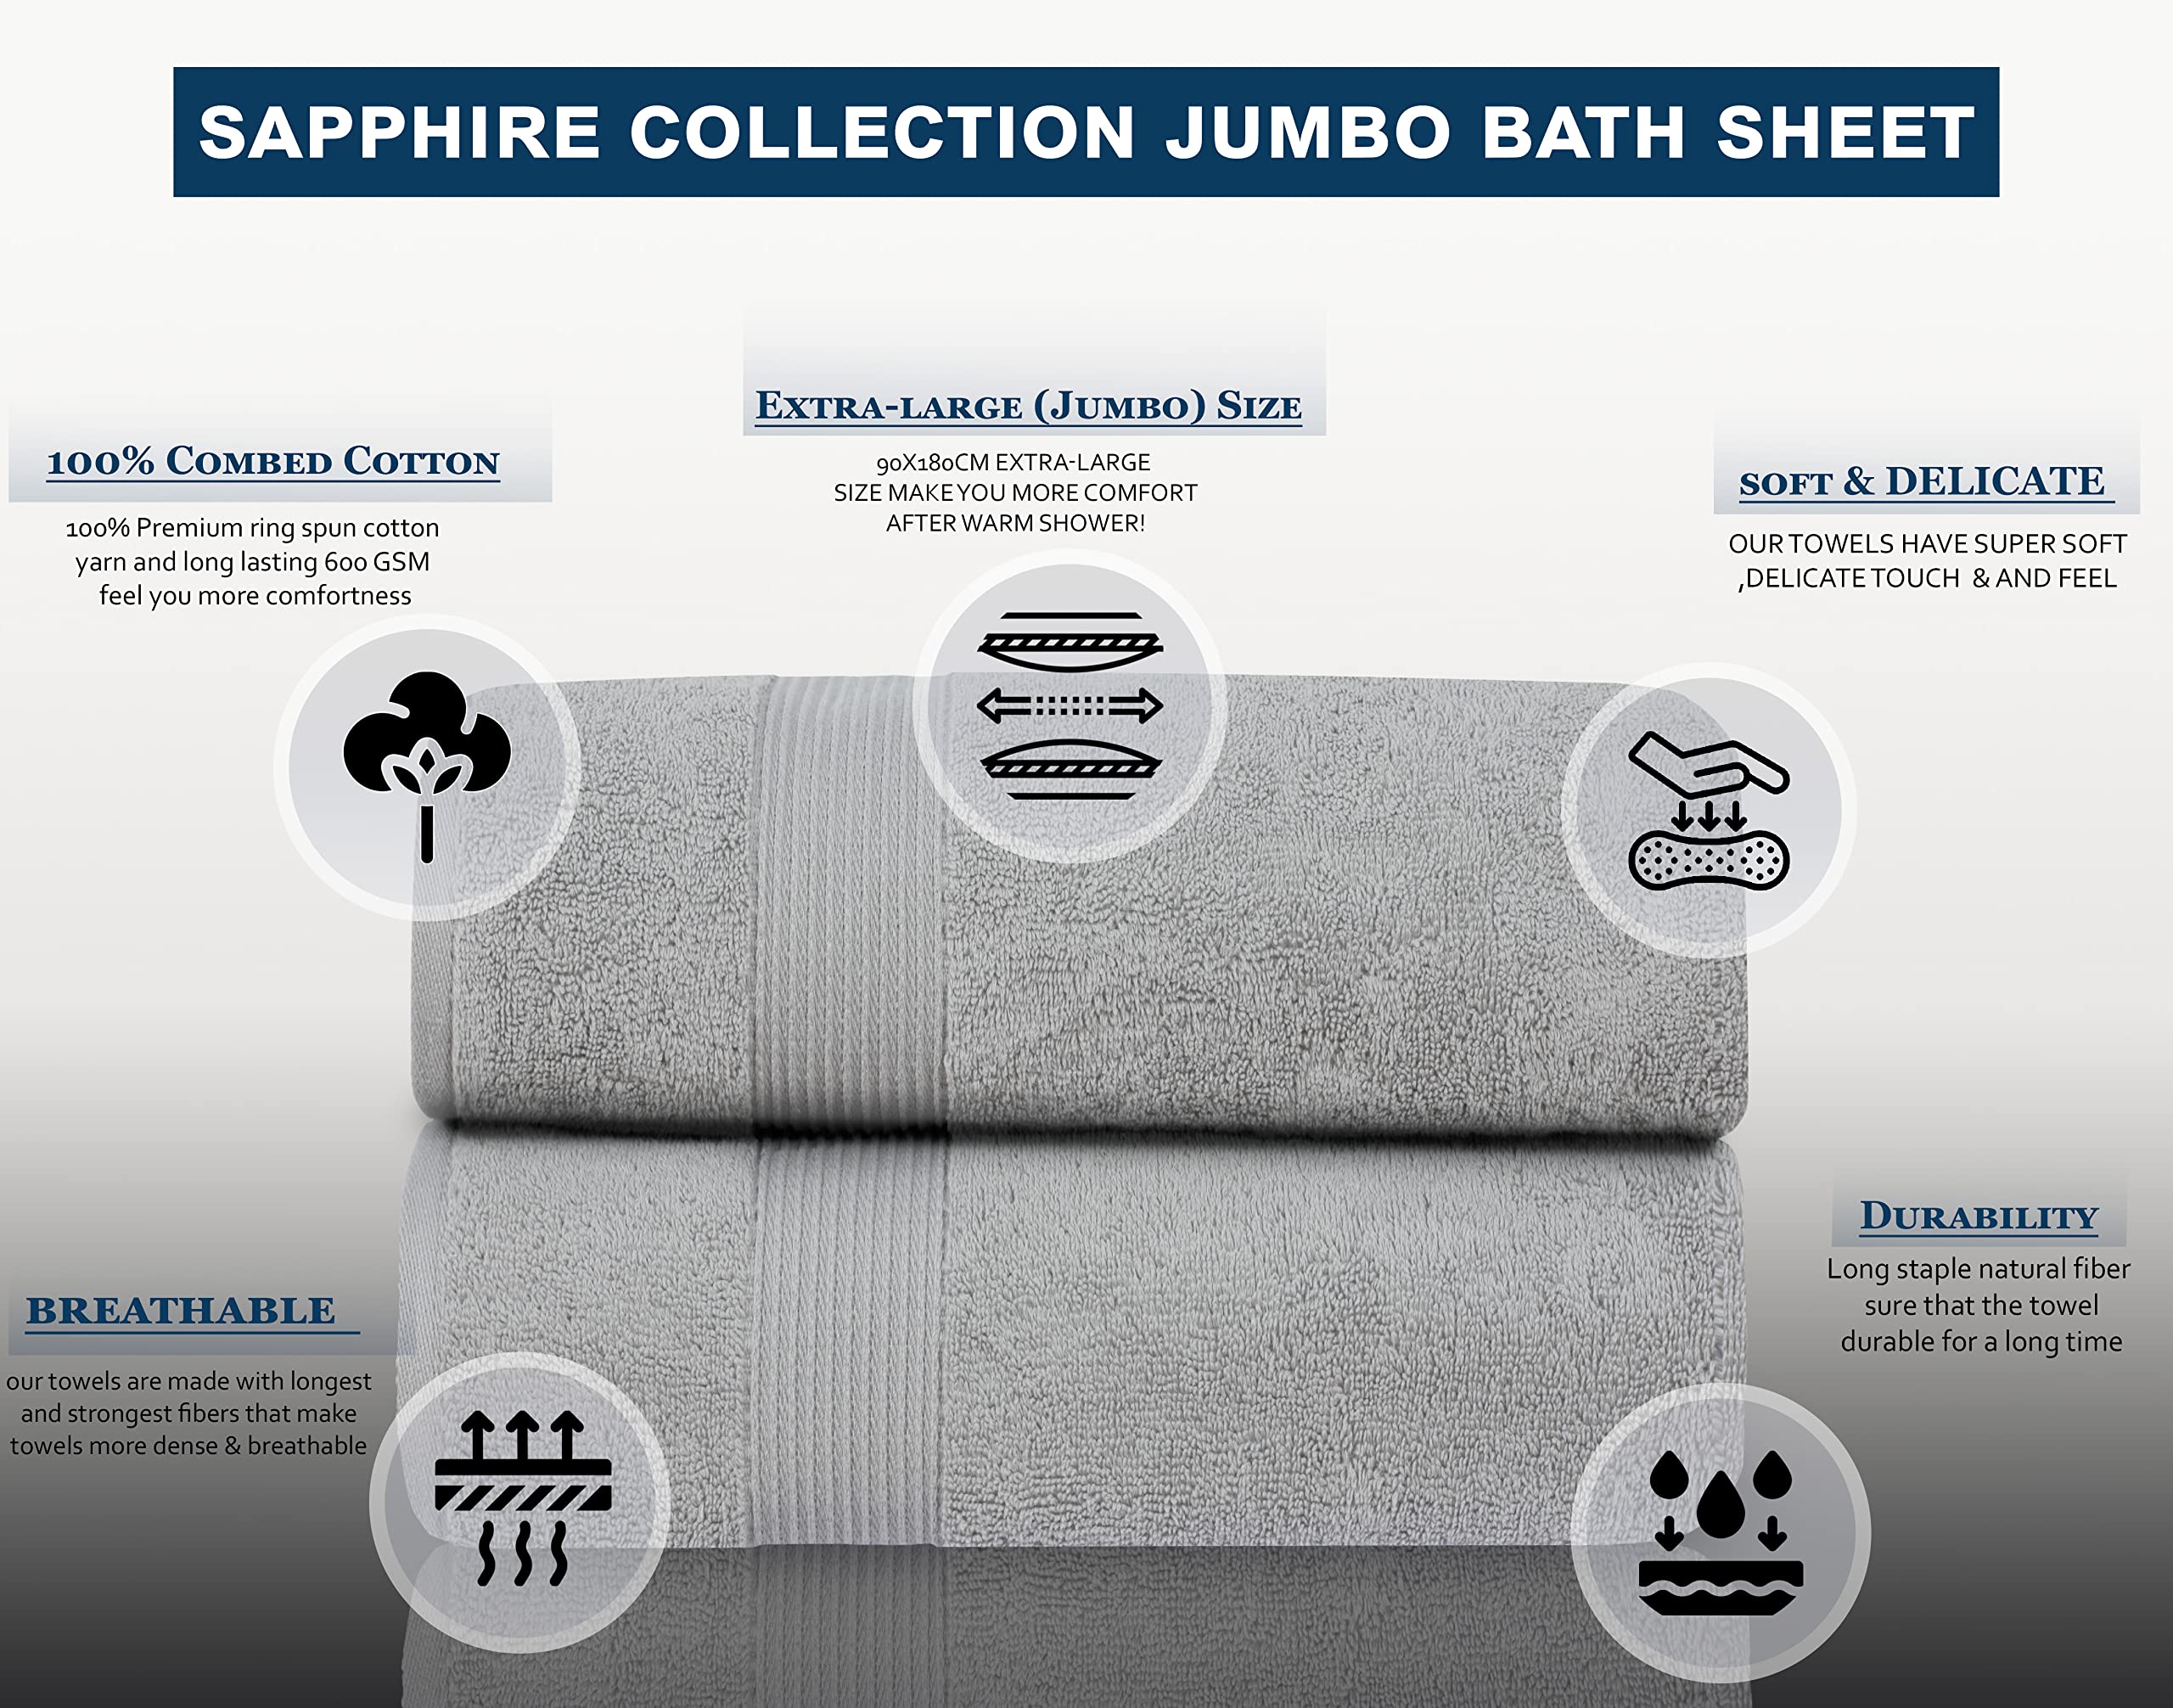 SAPPHIRE COLLECTION JUMBO BATH SHEET
Extra-large (Jumbo) Size
90X180CM EXTRA-LARGE
SIZE MAKE YOU MORE COMFORT
AFTER WARM SHOWER!
100% Combed Cotton
100% Premium ring spun cotton
yarn and long lasting 600 GSM
feel you more comfortness
soft & DELICATE
OUR TOWELS HAVE SUPER SOFT
,DELICATE TOUCH & AND FEEL
Durability
Long staple natural fiber
sure that the towel
durable for a long time
BREATHABLE
our towels are made with longest
and strongest fibers that make
towels more dense & breathable